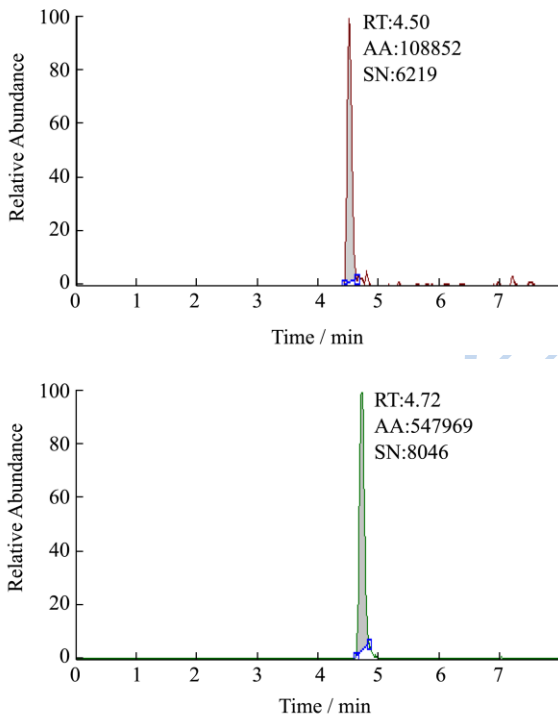 100
80
60
40
20
0
Relative Abundance
RT:4.50
AA:108852
SN:6219
0 1 2 3 4 5 6 7
Time / min
100
80
60
40
20
0
Relative Abundance
RT:4.72
AA:547969
SN:8046
0 1 2 3 4 5 6 7
Time / min